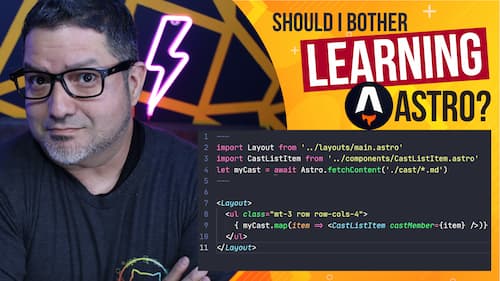 SHOULD I BOTHER
LEARNING
ASTRO?
1 ---
2 import Layout from '../layouts/main.astro'
3 import CastListItem from '../components/CastListItem.astro'
4 let myCast = await Astro.fetchContent('./cast/*.md')
5 ---
6
7 <Layout>
8 <ul class="mt-3 row row-cols-4">
9 { myCast.map(item => <CastListItem castMember={item} />)}
10 </ul>
11 </Layout>